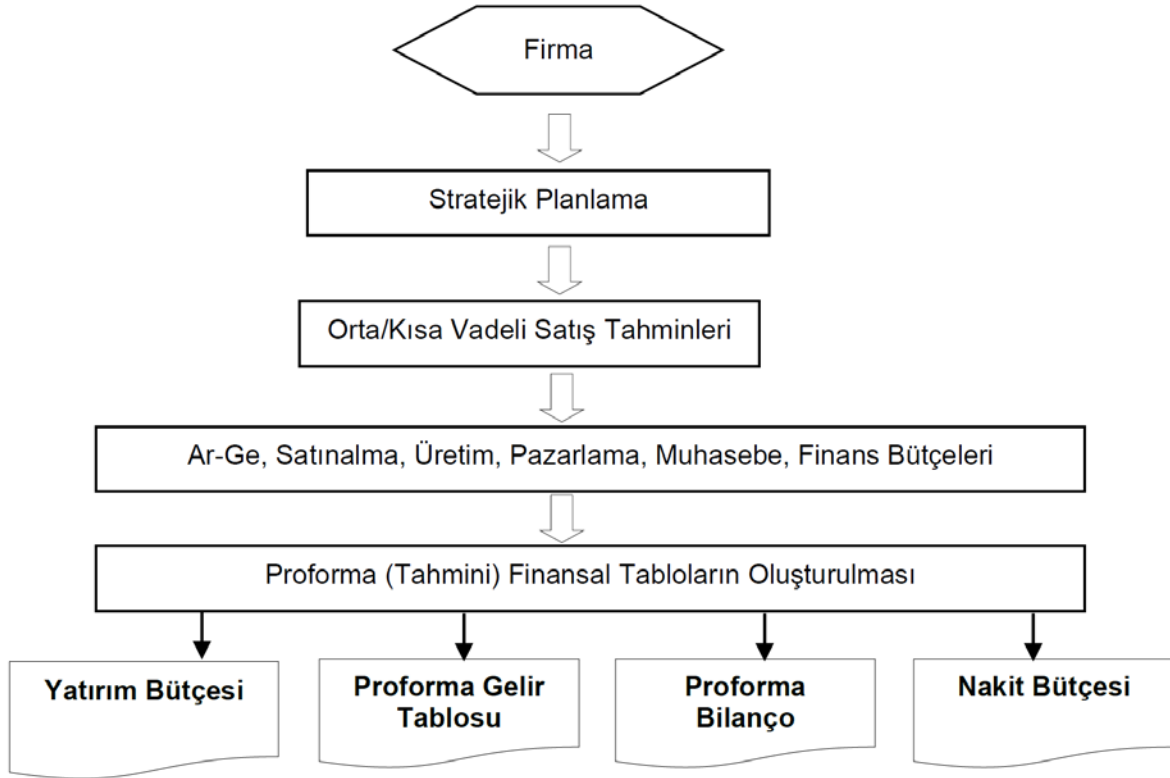 Firma
Stratejik Planlama
Orta/Kısa Vadeli Satış Tahminleri
Ar-Ge, Satınalma, Üretim, Pazarlama, Muhasebe, Finans Bütçeleri
Proforma (Tahmini) Finansal Tabloların Oluşturulması
Yatırım Bütçesi
Proforma Gelir
Tablosu
Proforma
Bilanço
Nakit Bütçesi